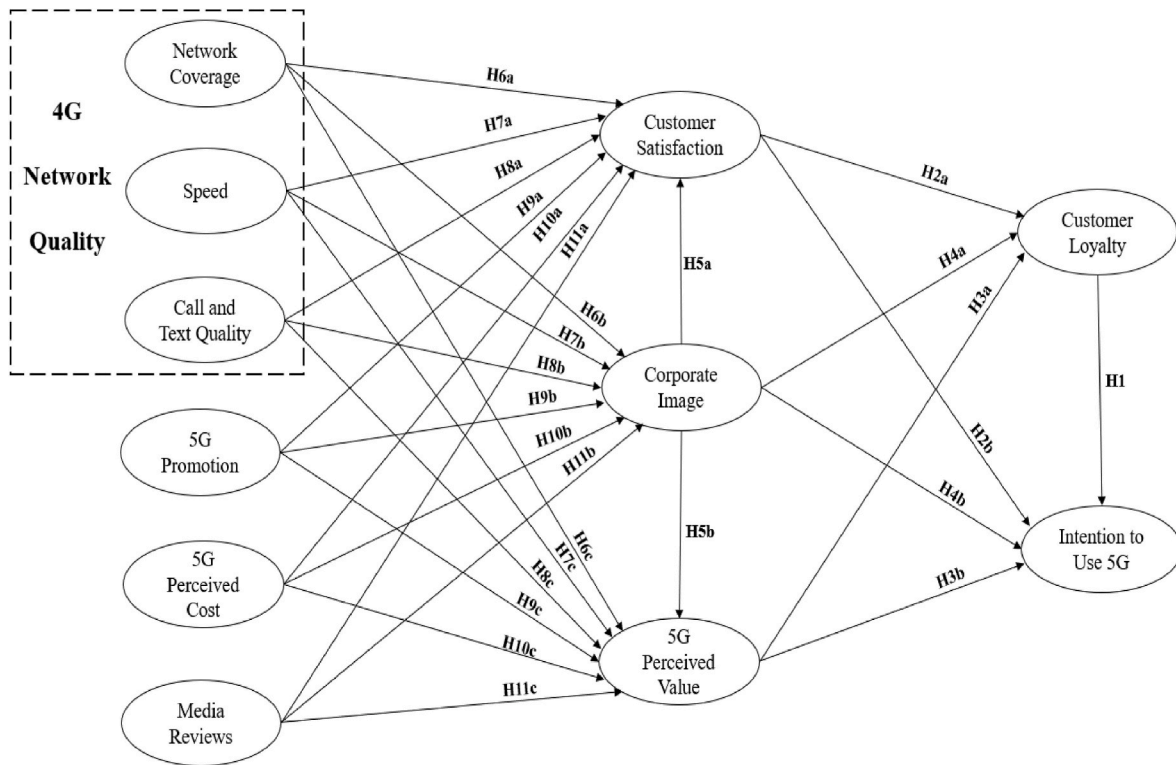 4G
Network
Quality
Network
Coverage
Speed
Call and
Text Quality
5G
Promotion
5G
Perceived
Cost
Media
Reviews
H6a
H7a
H8a
H9a
H10a
H11a
H6b
H7b
H8b
H9b
H10b
H11b
H6c
H7c
H8c
H9c
H10c
H11c
Customer
Satisfaction
H5a
Corporate
Image
H5b
5G
Perceived
Value
H2a
H4a
H3a
H2b
H4b
H3b
Customer
Loyalty
H1
Intention to
Use 5G